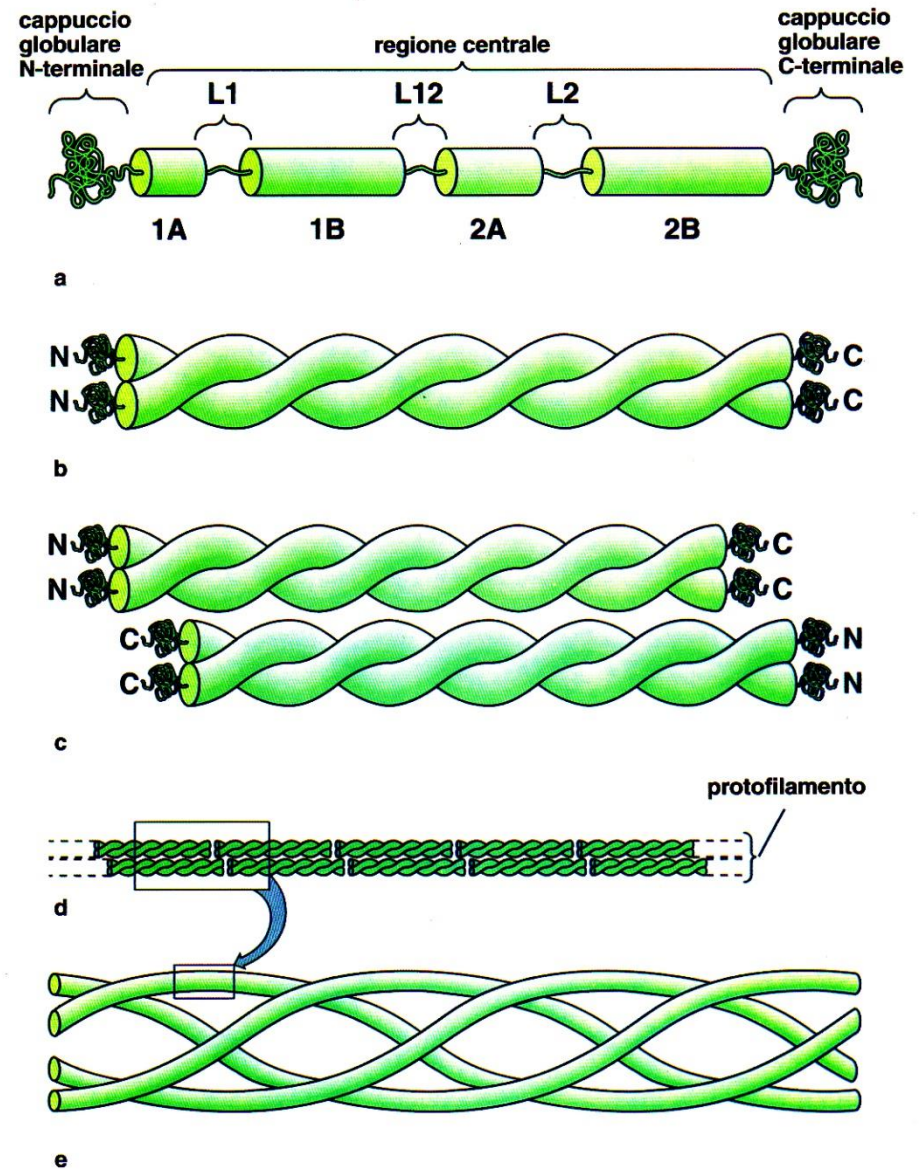 cappuccio
globulare
N-terminale
regione centrale
cappuccio
globulare
C-terminale
L1
L12
L2
1A
1B
2A
2B
a
N
C
N
C
b
N
C
N
C
C
N
C
N
c
protofilamento
d
e